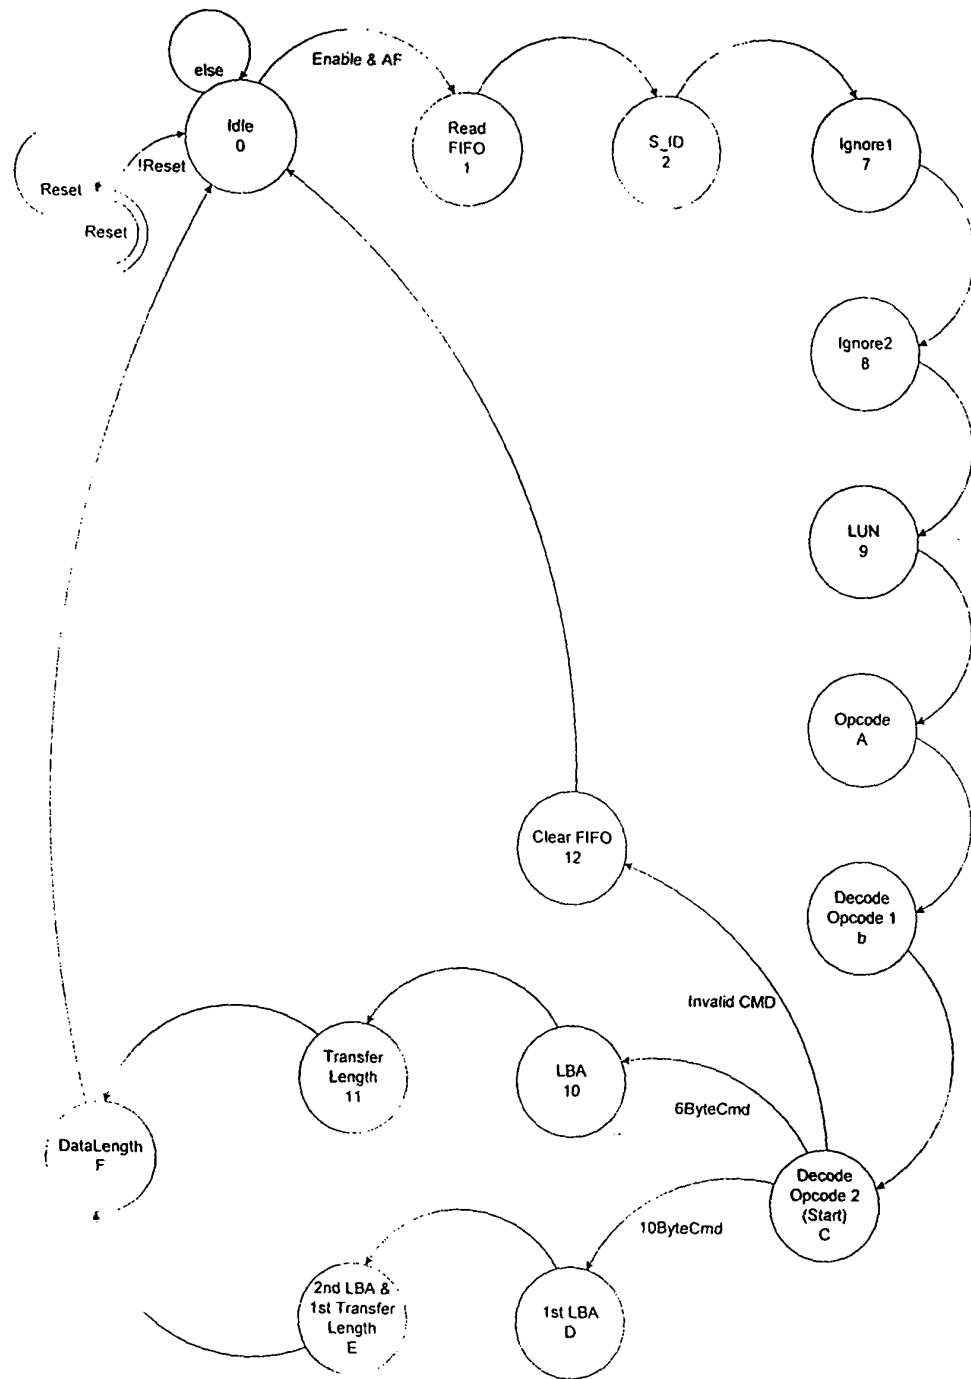 else
Enable & AF
Idle
0
Read
FIFO
1
S_ID
2
Ignore1
7
!Reset
Reset
Reset
Ignore2
8
LUN
9
Opcode
A
Clear FIFO
12
Decode
Opcode 1
b
Invalid CMD
Transfer
Length
11
LBA
10
6ByteCmd
DataLength
F
Decode
Opcode 2
(Start)
C
10ByteCmd
2nd LBA &
1st Transfer
Length
E
1st LBA
D